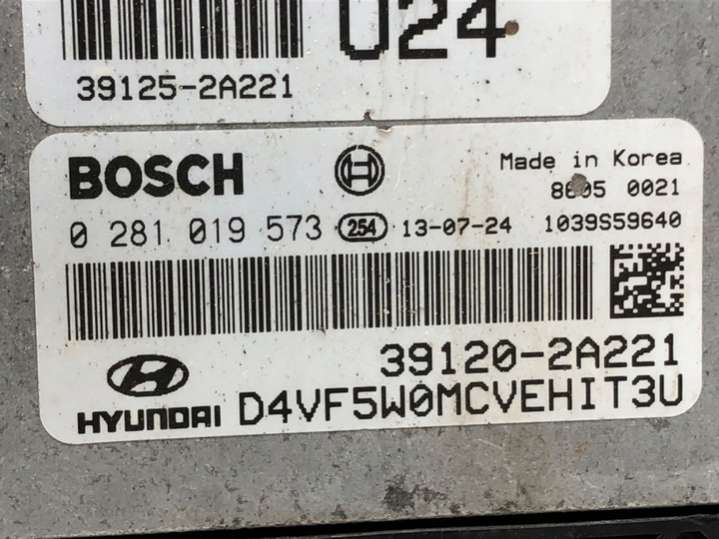 U24
39125-2A221
BOSCH
Made in Korea
0021
0 281 019 573 254 13-07-24 1039S59640
39120-2A221
HYUNDAI D4VF5W0MCVEHIT3U